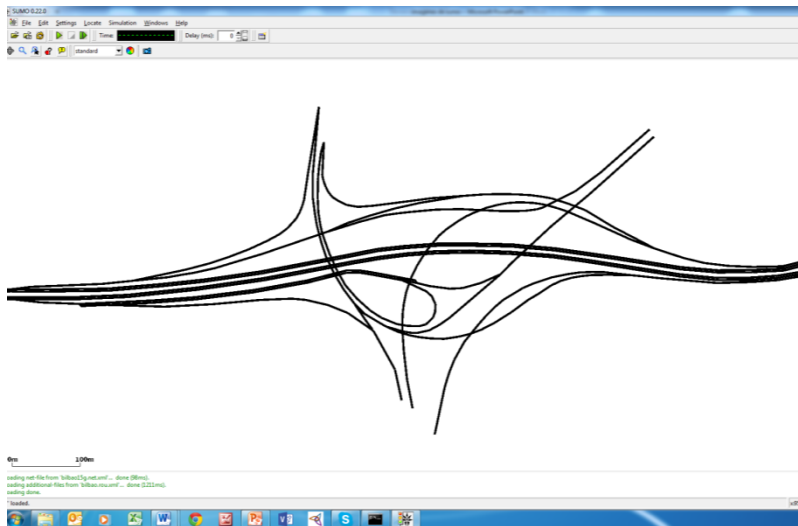 SUMO 0.22.0
File Edit Settings Locate Simulation Windows Help
Time: Delay (ms): 0
standard
0m 100m
oading net-file from 'bilbao15g.net.xml'... done (98ms).
oading additional-files from 'bilbao.rou.xml'... done (1211ms).
oading done.
loaded.